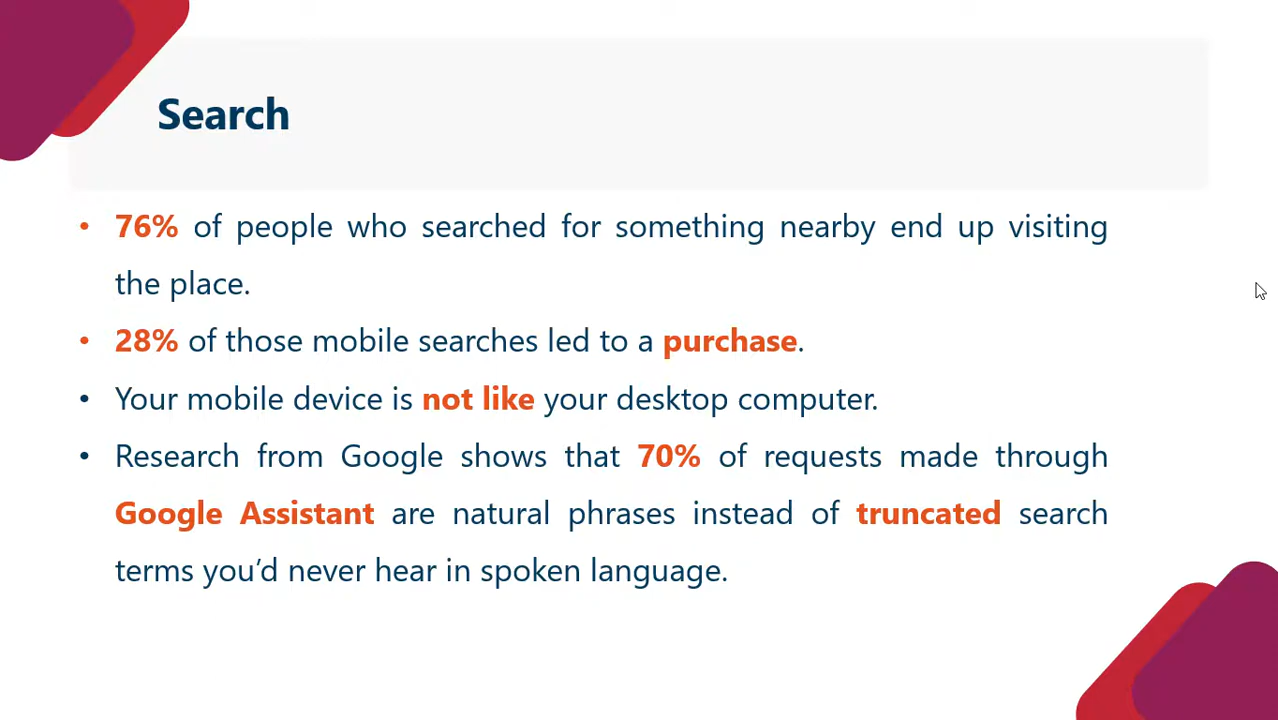 Search
• 76% of people who searched for something nearby end up visiting
the place.
• 28% of those mobile searches led to a purchase.
• Your mobile device is not like your desktop computer.
• Research from Google shows that 70% of requests made through
Google Assistant are natural phrases instead of truncated search
terms you’d never hear in spoken language.